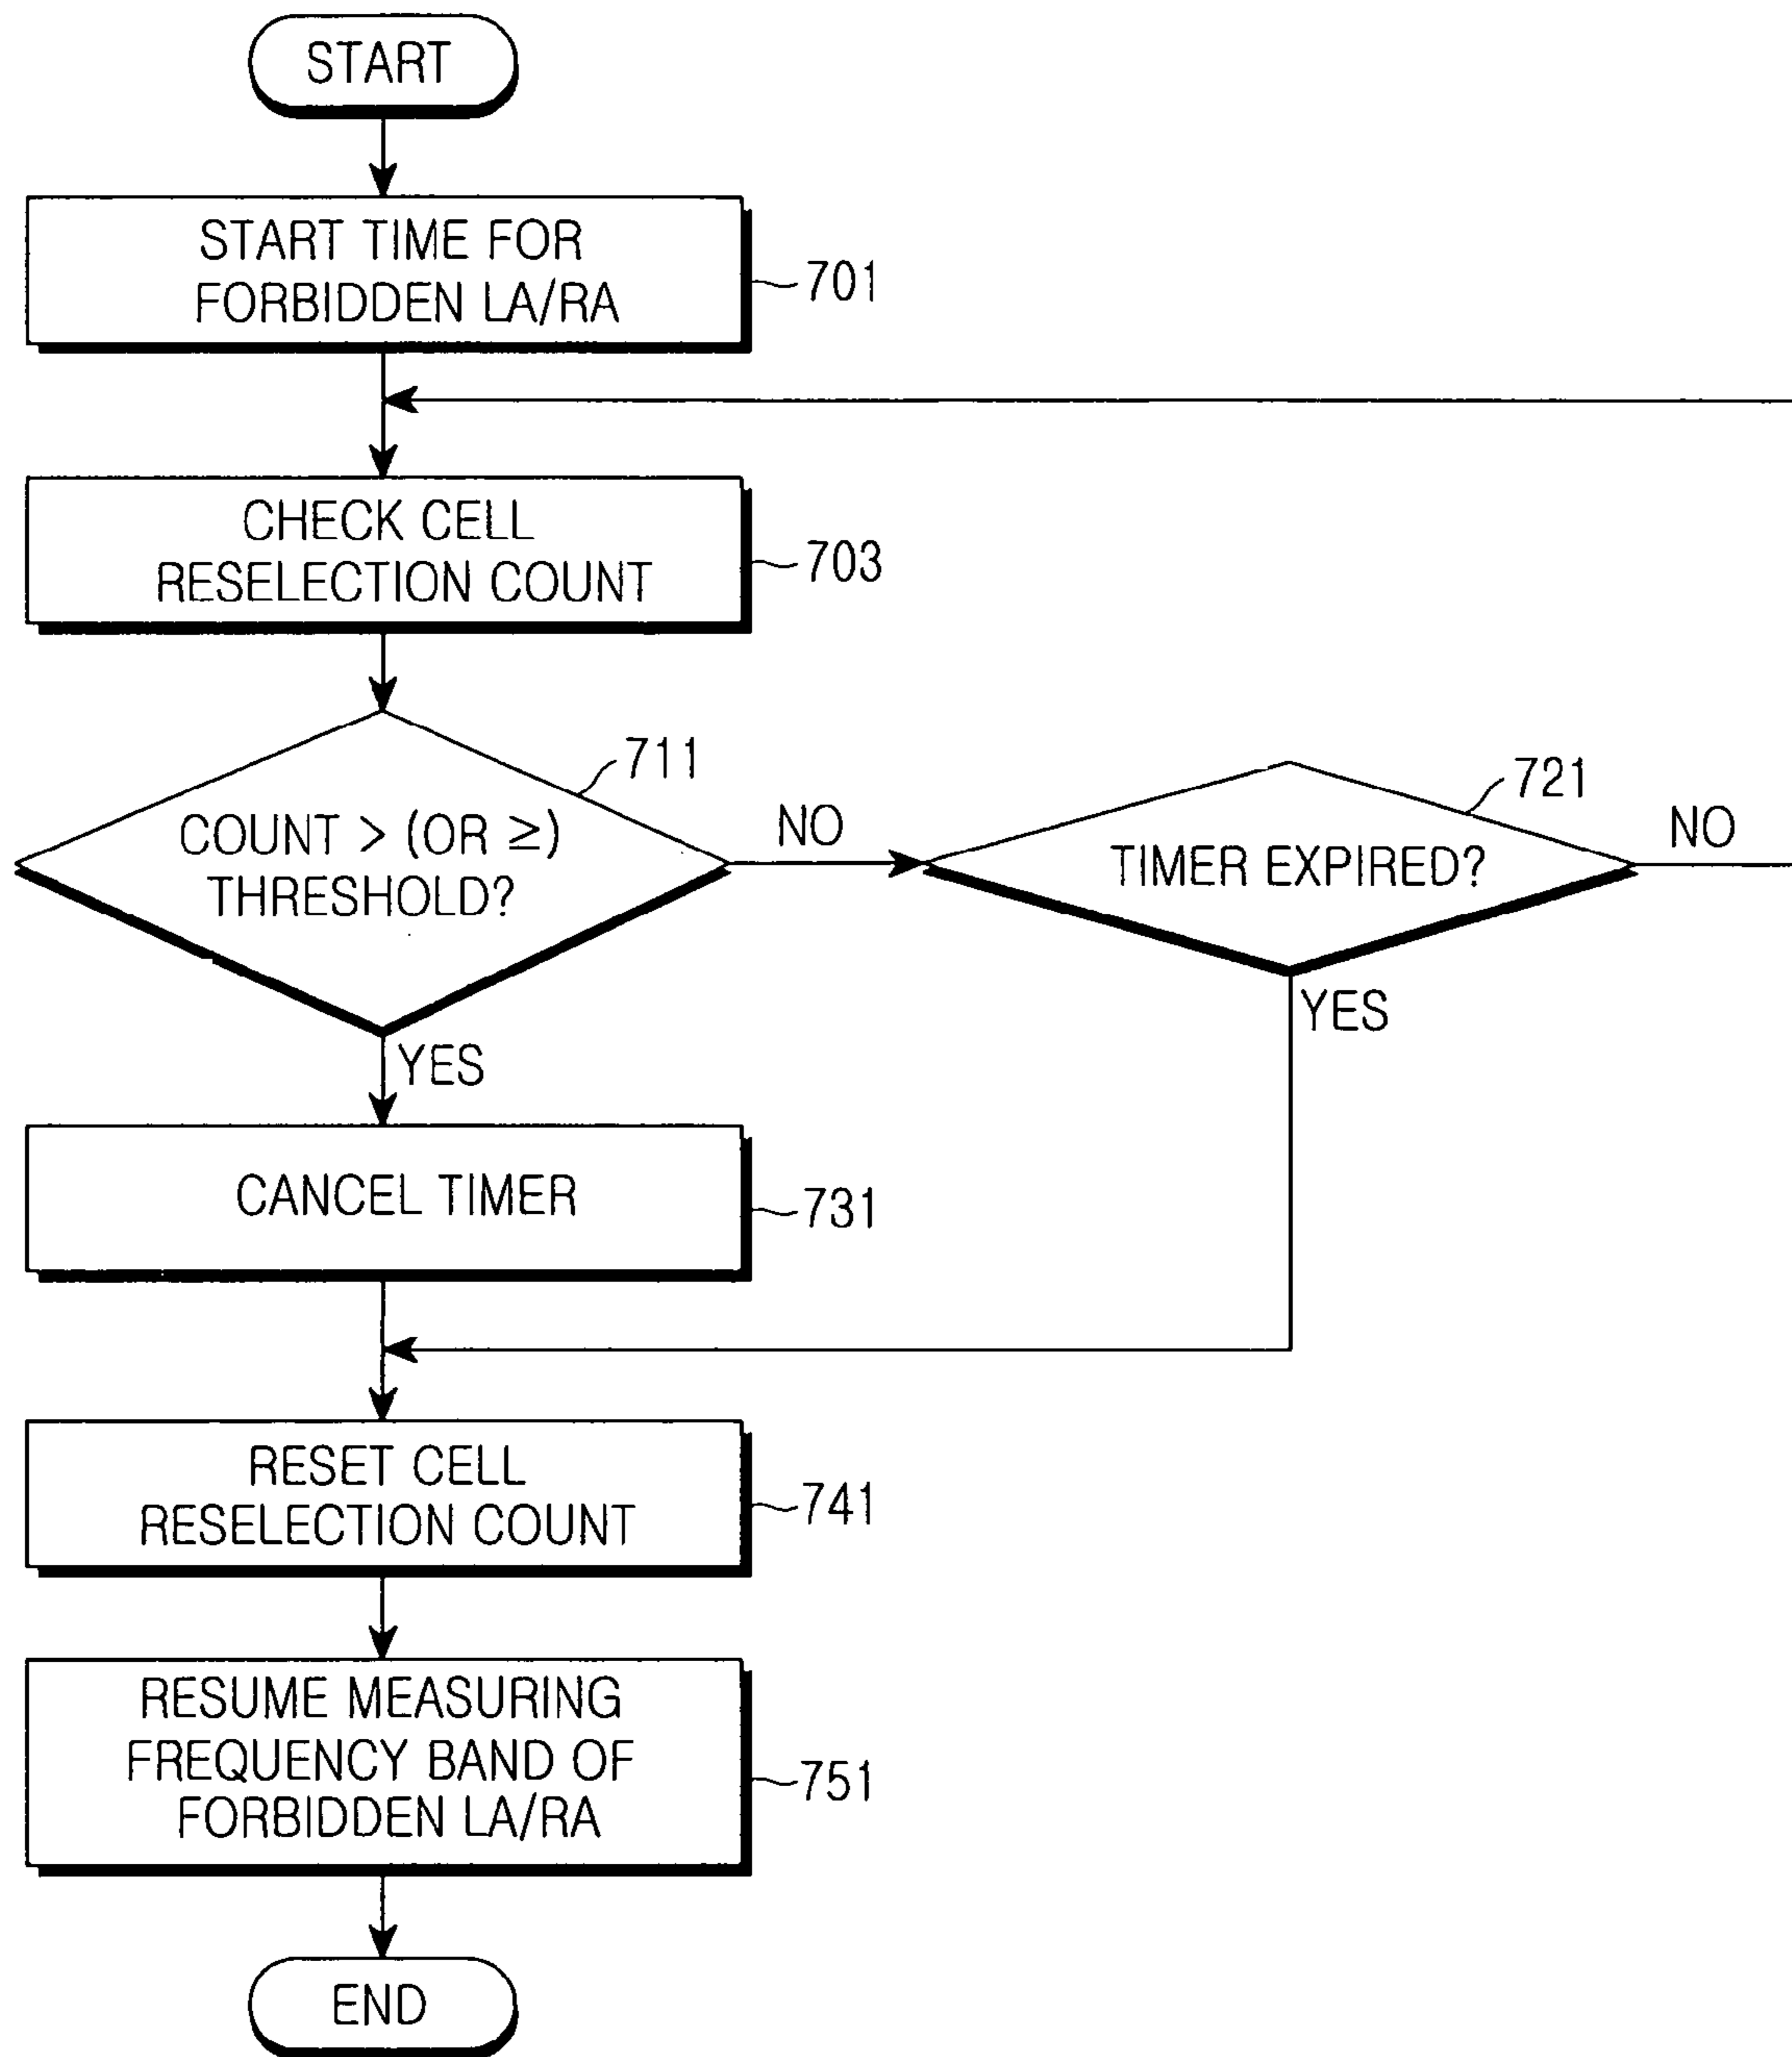 START
START TIME FOR
FORBIDDEN LA/RA
701
CHECK CELL
RESELECTION COUNT
703
711
COUNT > (OR ≥)
THRESHOLD?
NO
721
TIMER EXPIRED?
NO
YES
YES
CANCEL TIMER
731
RESET CELL
RESELECTION COUNT
741
RESUME MEASURING
FREQUENCY BAND OF
FORBIDDEN LA/RA
751
END